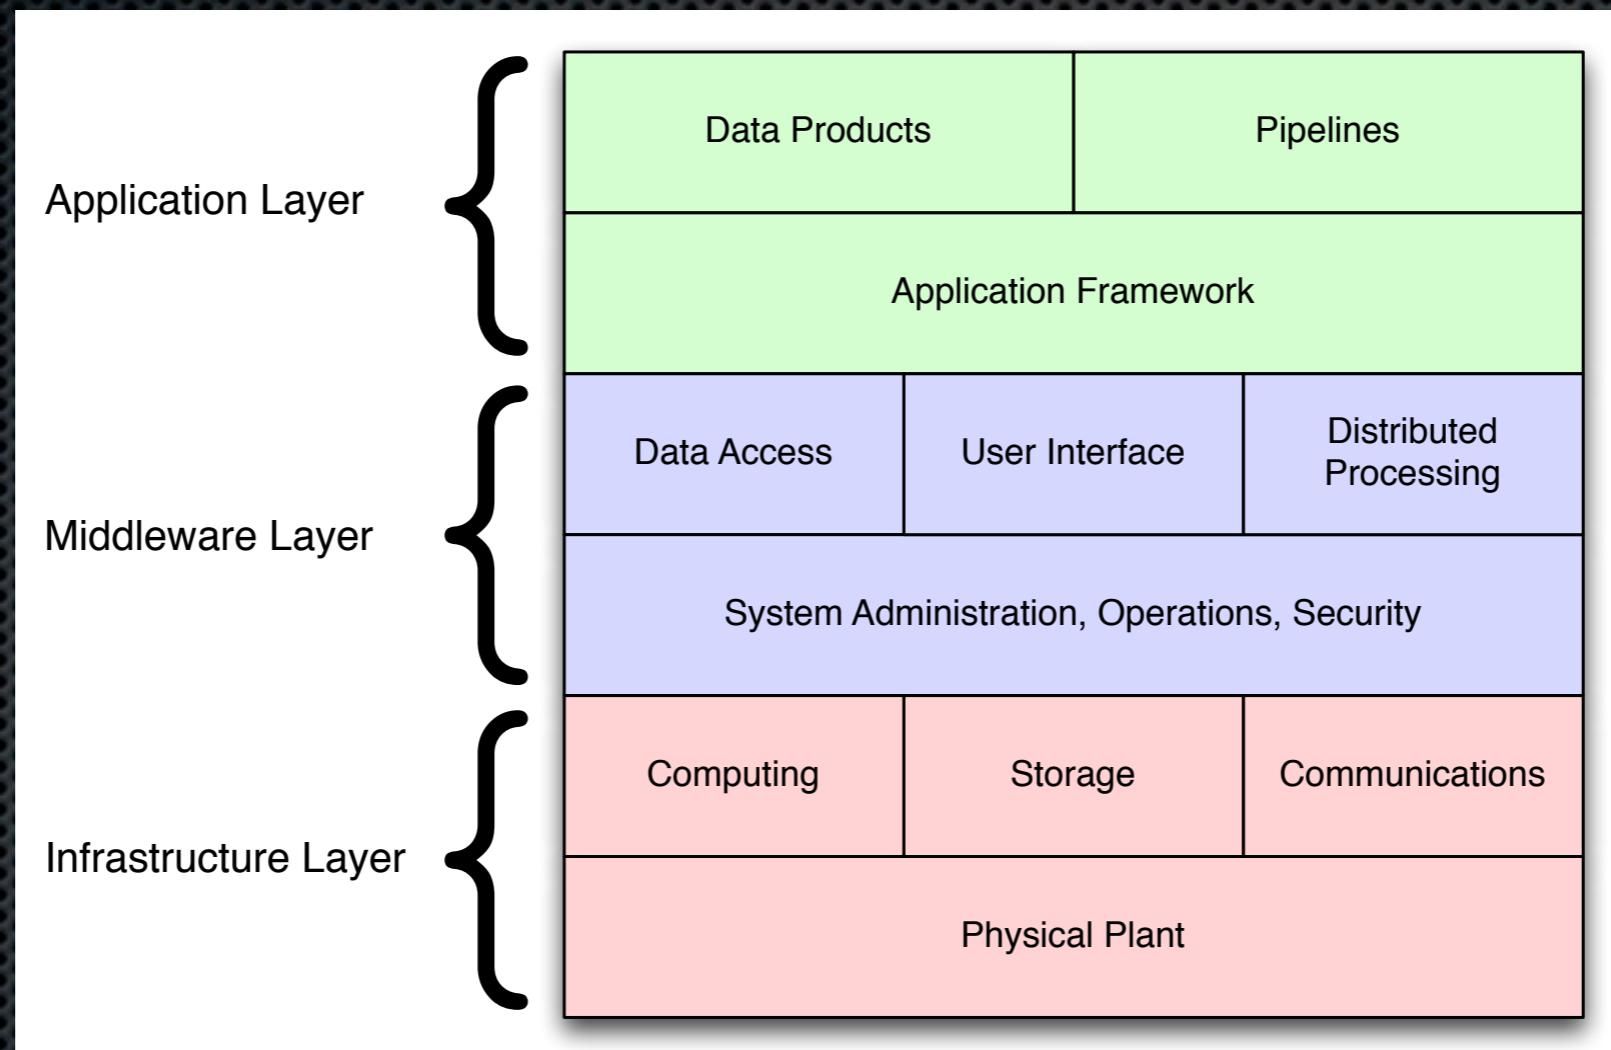 Application Layer
Data Products
Pipelines
Application Framework
Middleware Layer
Data Access
User Interface
Distributed
Processing
System Administration, Operations, Security
Infrastructure Layer
Computing
Storage
Communications
Physical Plant